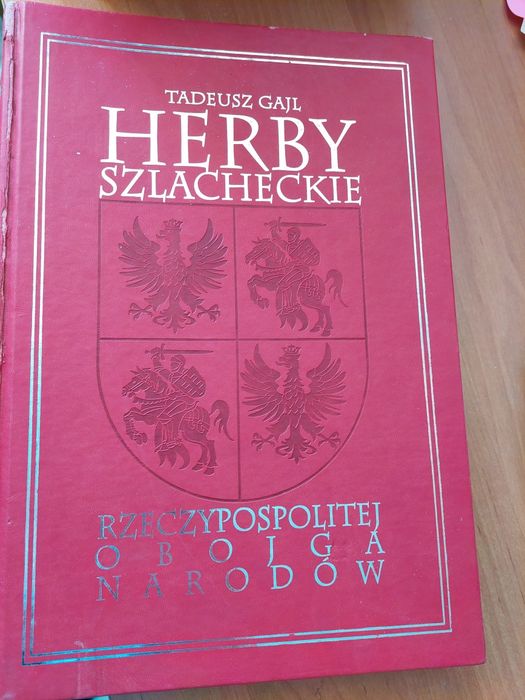 TADEUSZ GAJL
HERBY
SZLACHECKIE
RZECZYPOSPOLITEJ
OBOJGA
NARODÓW